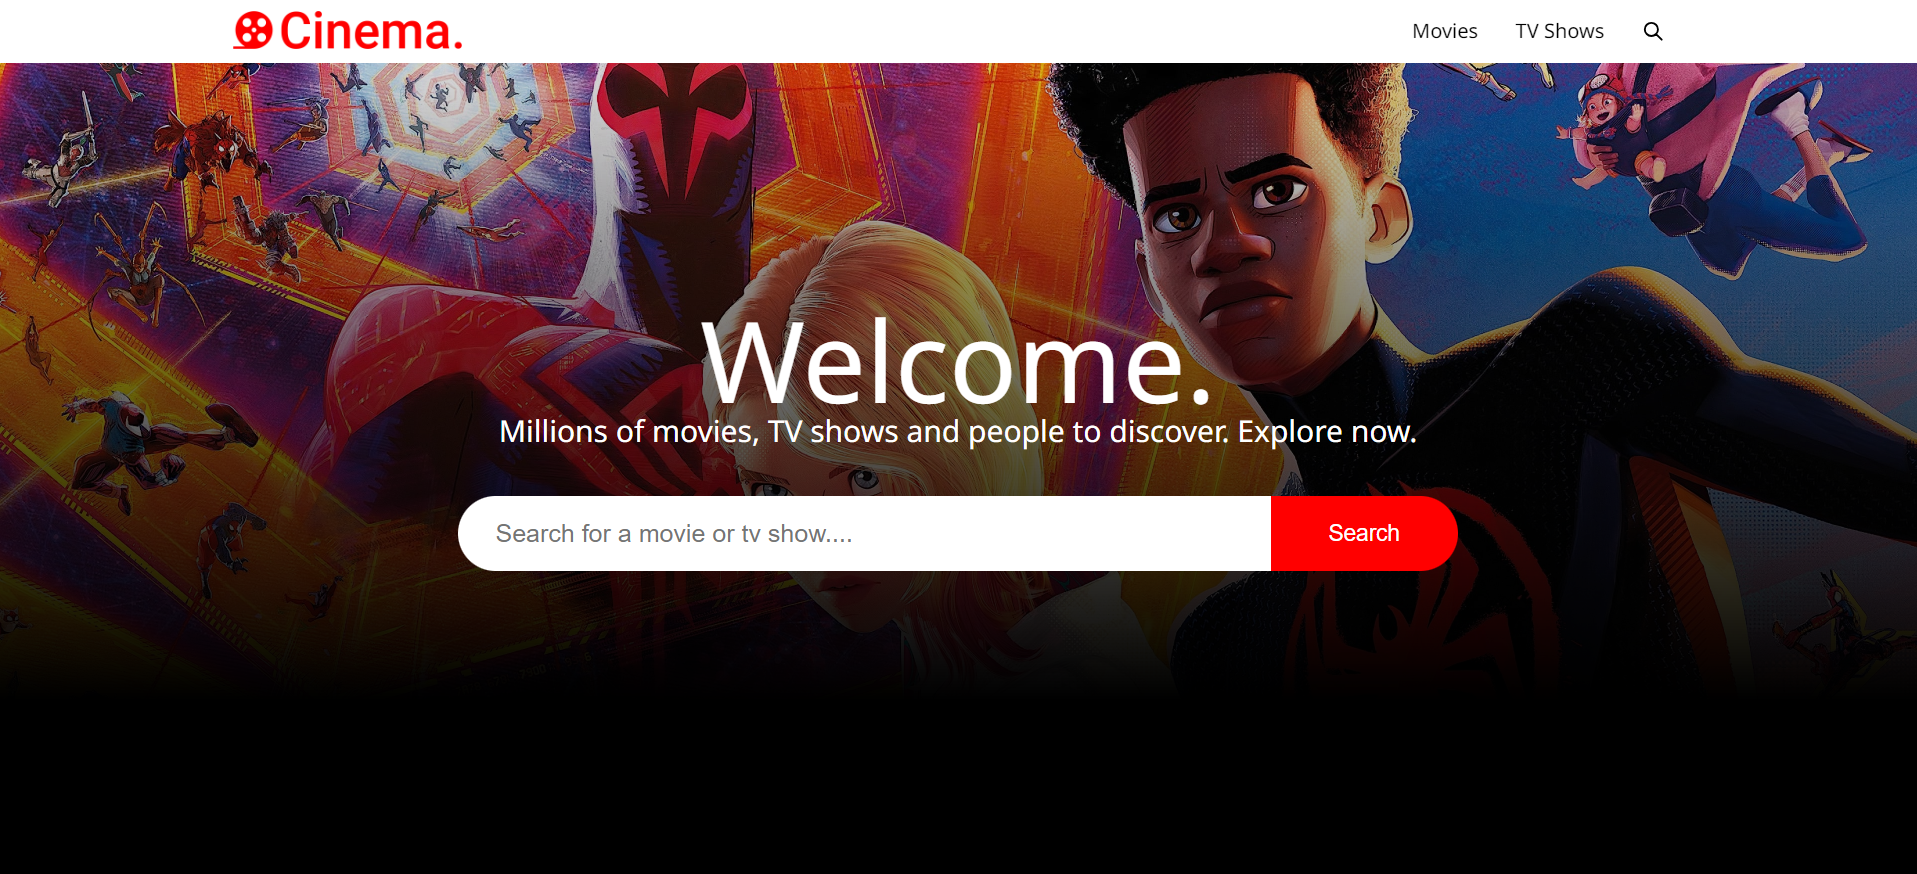 Cinema.
Movies
TV Shows
Welcome.
Millions of movies, TV shows and people to discover. Explore now.
Search for a movie or tv show....
Search